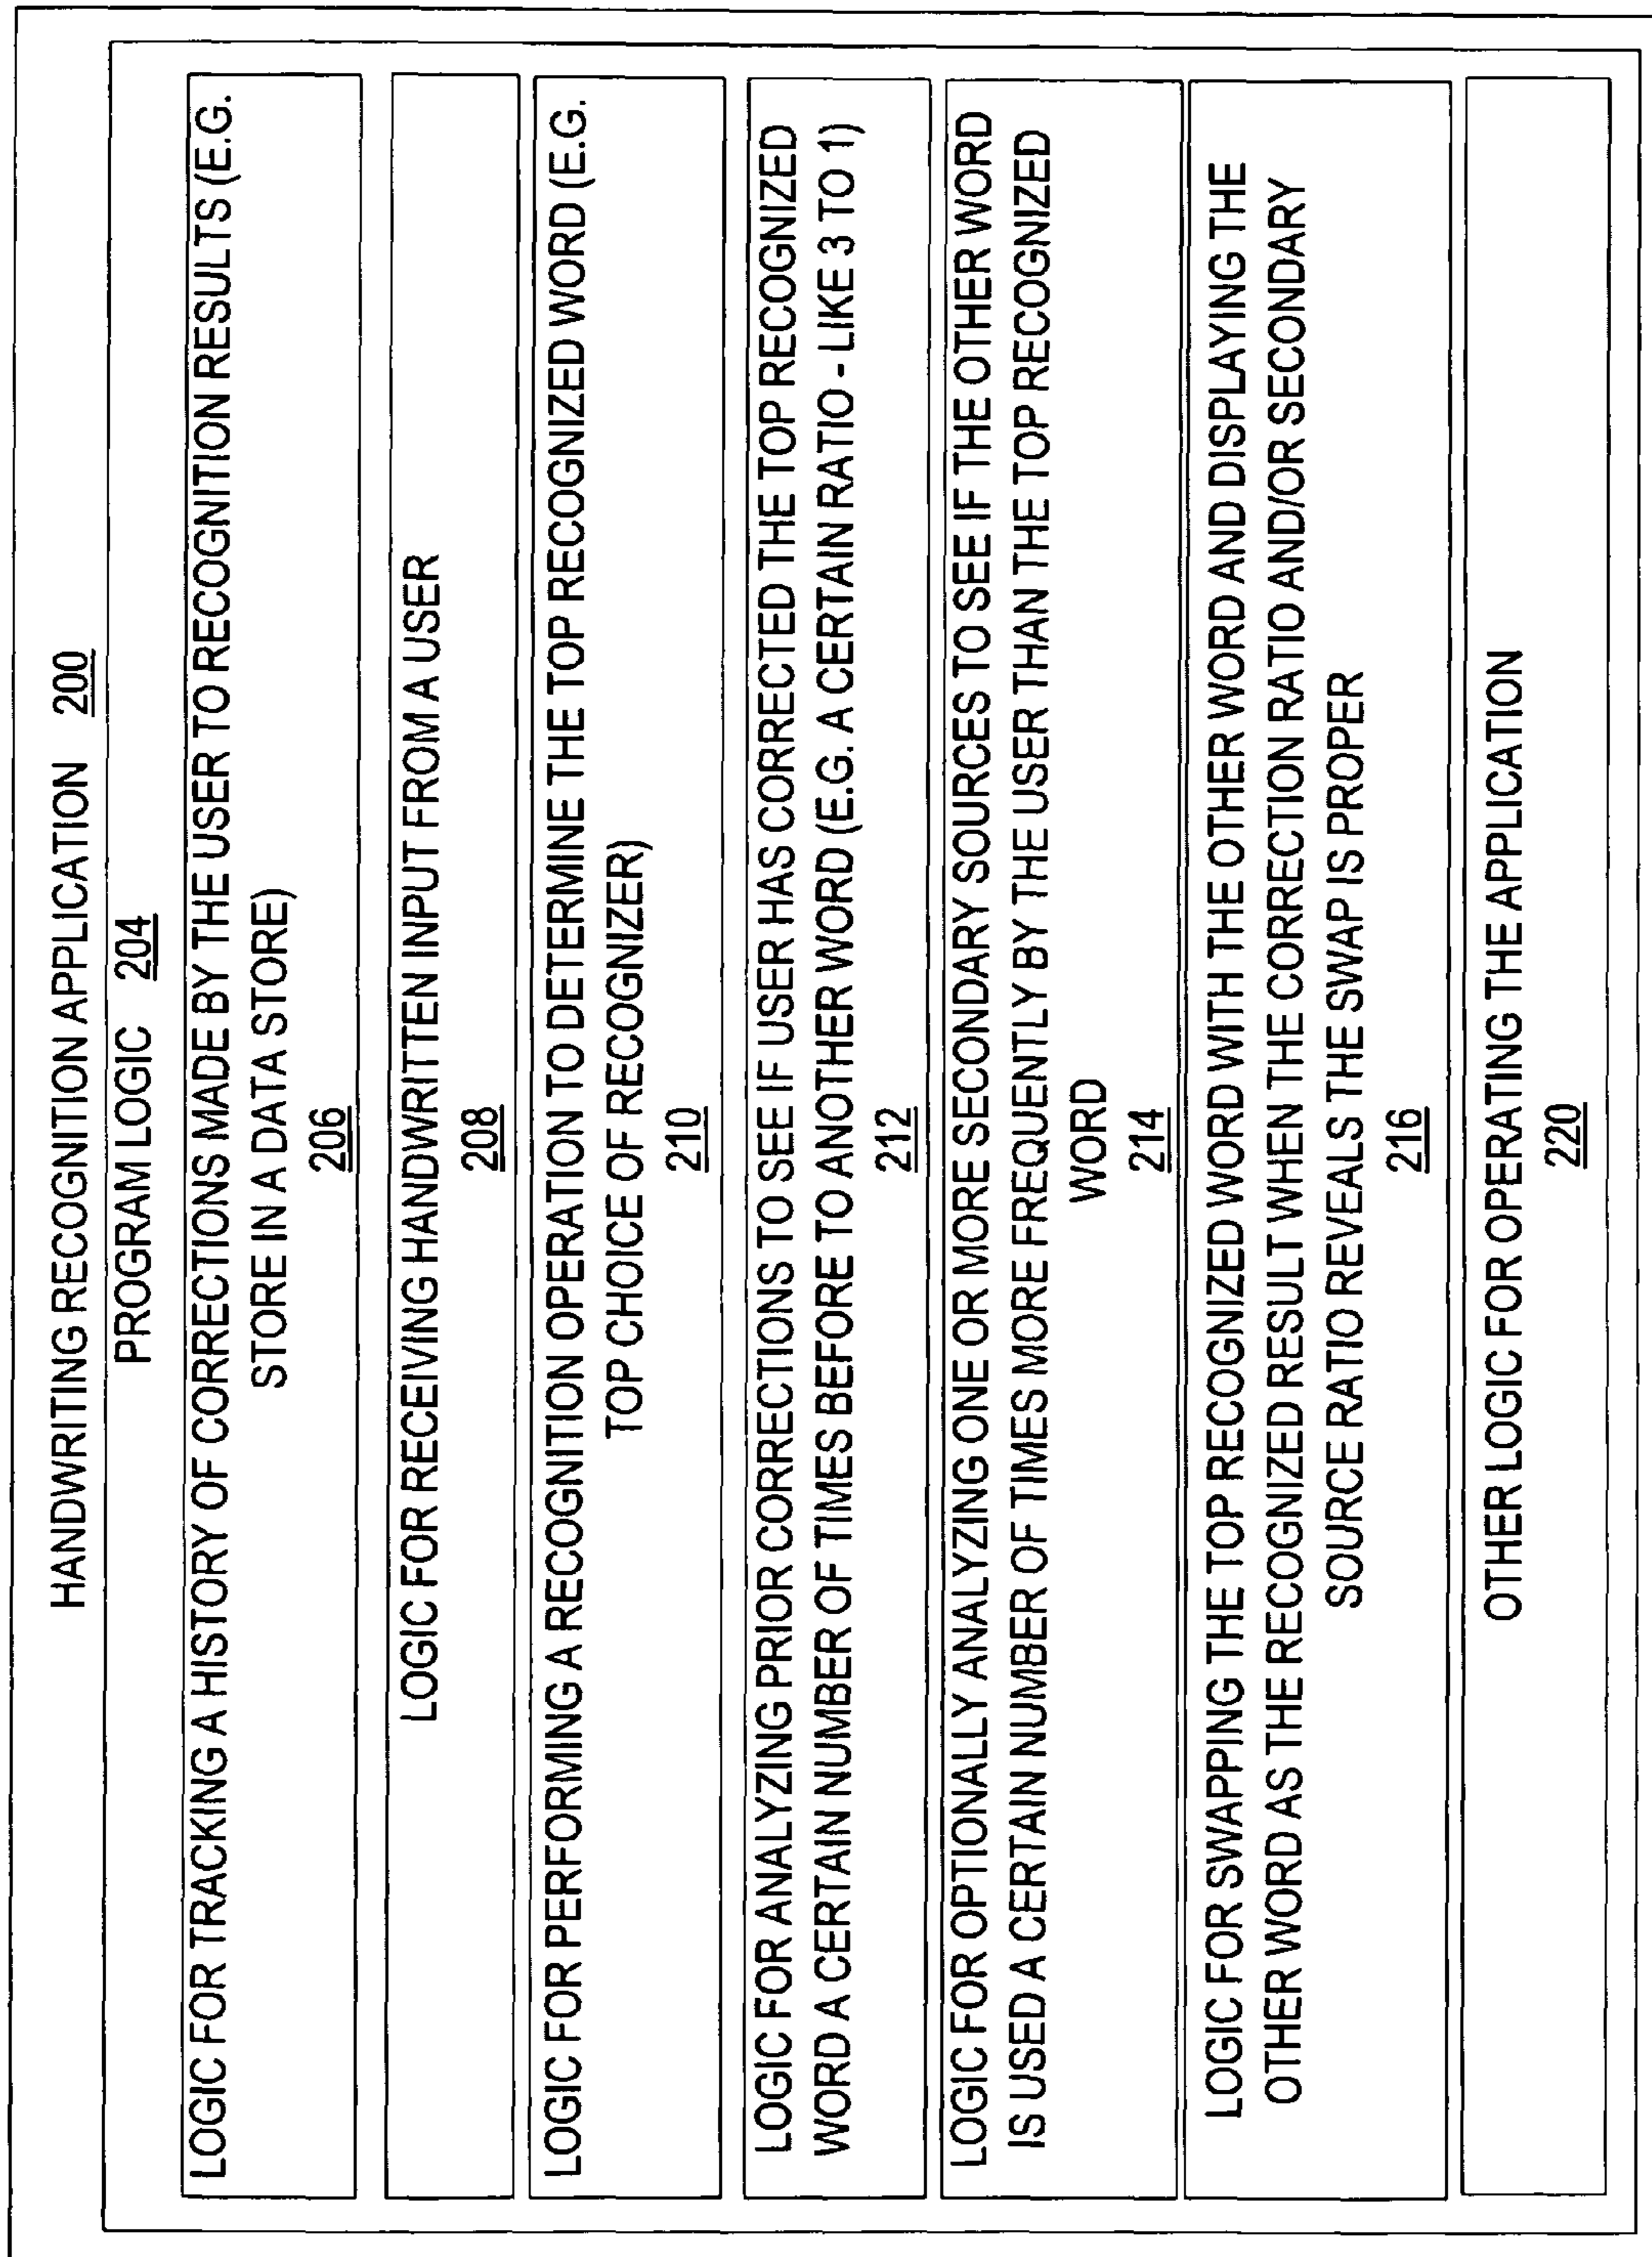 HANDWRITING RECOGNITION APPLICATION 200
PROGRAM LOGIC 204
LOGIC FOR TRACKING A HISTORY OF CORRECTIONS MADE BY THE USER TO RECOGNITION RESULTS (E.G.
STORE IN A DATA STORE)
206
LOGIC FOR RECEIVING HANDWRITTEN INPUT FROM A USER
208
LOGIC FOR PERFORMING A RECOGNITION OPERATION TO DETERMINE THE TOP RECOGNIZED WORD (E.G.
TOP CHOICE OF RECOGNIZER)
210
LOGIC FOR ANALYZING PRIOR CORRECTIONS TO SEE IF USER HAS CORRECTED THE TOP RECOGNIZED
WORD A CERTAIN NUMBER OF TIMES BEFORE TO ANOTHER WORD (E.G. A CERTAIN RATIO - LIKE 3 TO 1)
212
LOGIC FOR OPTIONALLY ANALYZING ONE OR MORE SECONDARY SOURCES TO SEE IF THE OTHER WORD
IS USED A CERTAIN NUMBER OF TIMES MORE FREQUENTLY BY THE USER THAN THE TOP RECOGNIZED
WORD
214
LOGIC FOR SWAPPING THE TOP RECOGNIZED WORD WITH THE OTHER WORD AND DISPLAYING THE
OTHER WORD AS THE RECOGNIZED RESULT WHEN THE CORRECTION RATIO AND/OR SECONDARY
SOURCE RATIO REVEALS THE SWAP IS PROPER
216
OTHER LOGIC FOR OPERATING THE APPLICATION
220